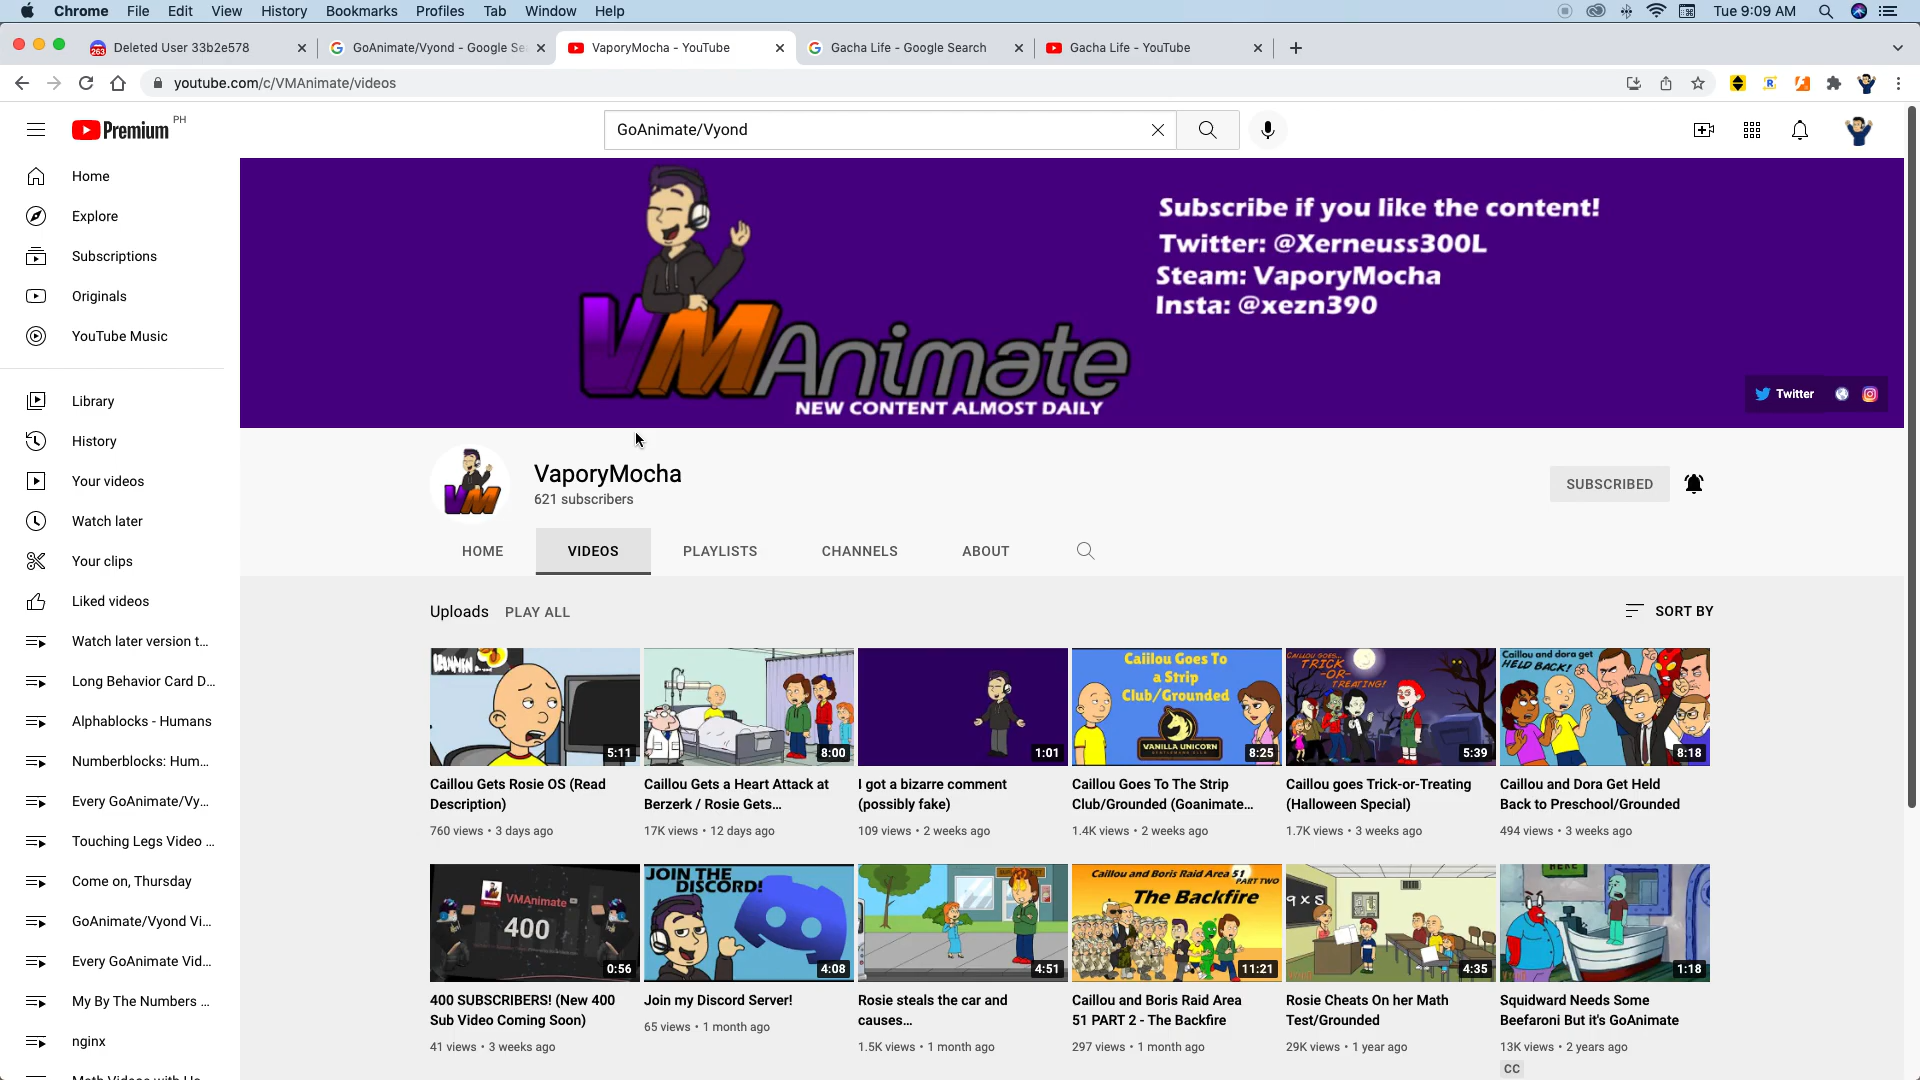 Chrome File Edit View History Bookmarks Profiles Tab Window Help Tue 9:09 AM
263 Deleted User 33b2e578
GoAnimate/Vyond - Google Se
VaporyMocha - YouTube
Gacha Life - Google Search
Gacha Life - YouTube
youtube.com/c/VMAnimate/videos
Premium PH
GoAnimate/Vyond
Home
Explore
Subscriptions
Originals
YouTube Music
Library
History
Your videos
Watch later
Your clips
Liked videos
Watch later version t...
Long Behavior Card D...
Alphablocks - Humans
Numberblocks: Hum...
Every GoAnimate/Vy...
Touching Legs Video ...
Come on, Thursday
GoAnimate/Vyond Vi...
Every GoAnimate Vid...
My By The Numbers ...
nginx
Subscribe if you like the content!
Twitter: @Xerneuss300L
Steam: VaporyMocha
Insta: @xezn390
VMAnimate
NEW CONTENT ALMOST DAILY
Twitter
VM
VaporyMocha
621 subscribers
SUBSCRIBED
HOME VIDEOS PLAYLISTS CHANNELS ABOUT
Uploads PLAY ALL SORT BY
5:11
Caillou Gets Rosie OS (Read
Description)
760 views • 3 days ago
8:00
Caillou Gets a Heart Attack at
Berzerk / Rosie Gets...
17K views • 12 days ago
1:01
I got a bizarre comment
(possibly fake)
109 views • 2 weeks ago
Caiilou Goes To
a Strip
Club/Grounded
VANILLA UNICORN
8:25
Caillou Goes To The Strip
Club/Grounded (Goanimate...
1.4K views • 2 weeks ago
CAILLOU GOES...
TRICK
-OR-
TREATING!
5:39
Caillou goes Trick-or-Treating
(Halloween Special)
1.7K views • 3 weeks ago
Caillou and dora get
HELD BACK!
8:18
Caillou and Dora Get Held
Back to Preschool/Grounded
494 views • 3 weeks ago
VMAnimate
400
0:56
400 SUBSCRIBERS! (New 400
Sub Video Coming Soon)
41 views • 3 weeks ago
JOIN THE
DISCORD!
4:08
Join my Discord Server!
65 views • 1 month ago
4:51
Rosie steals the car and
causes...
1.5K views • 1 month ago
Caillou and Boris Raid Area 51
PART TWO
The Backfire
11:21
Caillou and Boris Raid Area
51 PART 2 - The Backfire
297 views • 1 month ago
9 x 5
4:35
Rosie Cheats On her Math
Test/Grounded
29K views • 1 year ago
HERE
1:18
Squidward Needs Some
Beefaroni But it's GoAnimate
13K views • 2 years ago
CC